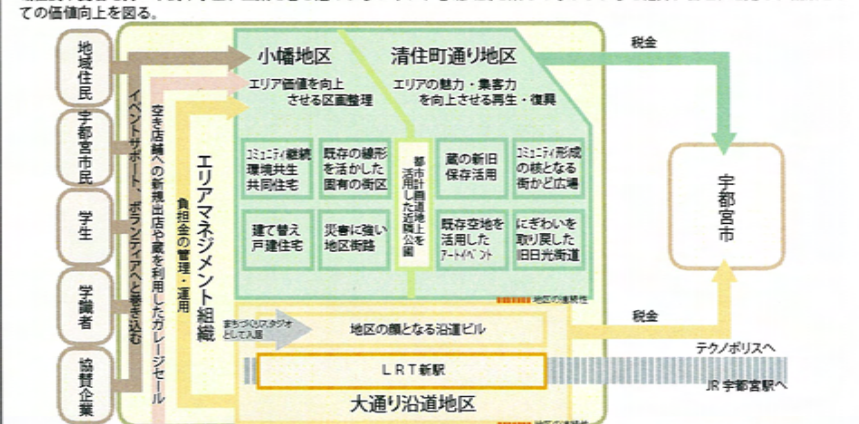 ての価値向上を図る。
地域住民
宇都宮市民
学生
学識者
協賛企業
イベントサポート、ボランティアへと巻き込む
空き店舗への新規出店や蔵を利用したガレージセール
負担金の管理・運用
エリアマネジメント組織
小幡地区
エリア価値を向上
させる区画整理
清住町通り地区
エリアの魅力・集客力
を向上させる再生・復興
コミュニティ継続
環境共生
共同住宅
既存の線形
を活かした
固有の街区
建て替え
戸建住宅
災害に強い
地区街路
都市計画道路上を
活用した近隣公園
蔵の新旧
保存活用
コミュニティ形成
の核となる
街かど広場
既存空地を
活用した
アートイベント
にぎわいを
取り戻した
旧日光街道
地区の連続性
まちづくりスタジオ
として入居
地区の顔となる沿道ビル
LRT新駅
大通り沿道地区
地区の連続性
税金
宇都宮市
税金
テクノポリスへ
JR宇都宮駅へ